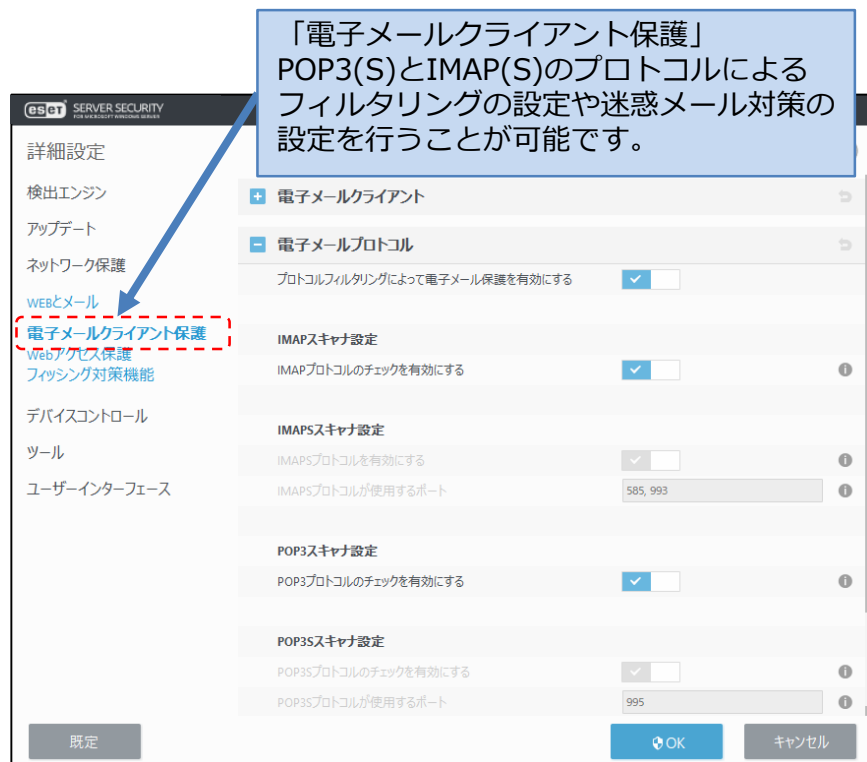 「電子メールクライアント保護」
POP3(S)とIMAP(S)のプロトコルによる
フィルタリングの設定や迷惑メール対策の
設定を行うことが可能です。
eset SERVER SECURITY
FOR MICROSOFT WINDOWS SERVER
詳細設定
検出エンジン
アップデート
ネットワーク保護
WEBとメール
電子メールクライアント保護
Webアクセス保護
フィッシング対策機能
デバイスコントロール
ツール
ユーザーインターフェース
電子メールクライアント
電子メールプロトコル
プロトコルフィルタリングによって電子メール保護を有効にする
IMAPスキャナ設定
IMAPプロトコルのチェックを有効にする
IMAPSスキャナ設定
IMAPSプロトコルを有効にする
IMAPSプロトコルが使用するポート 585, 993
POP3スキャナ設定
POP3プロトコルのチェックを有効にする
POP3Sスキャナ設定
POP3Sプロトコルのチェックを有効にする
POP3Sプロトコルが使用するポート 995
既定 OK キャンセル